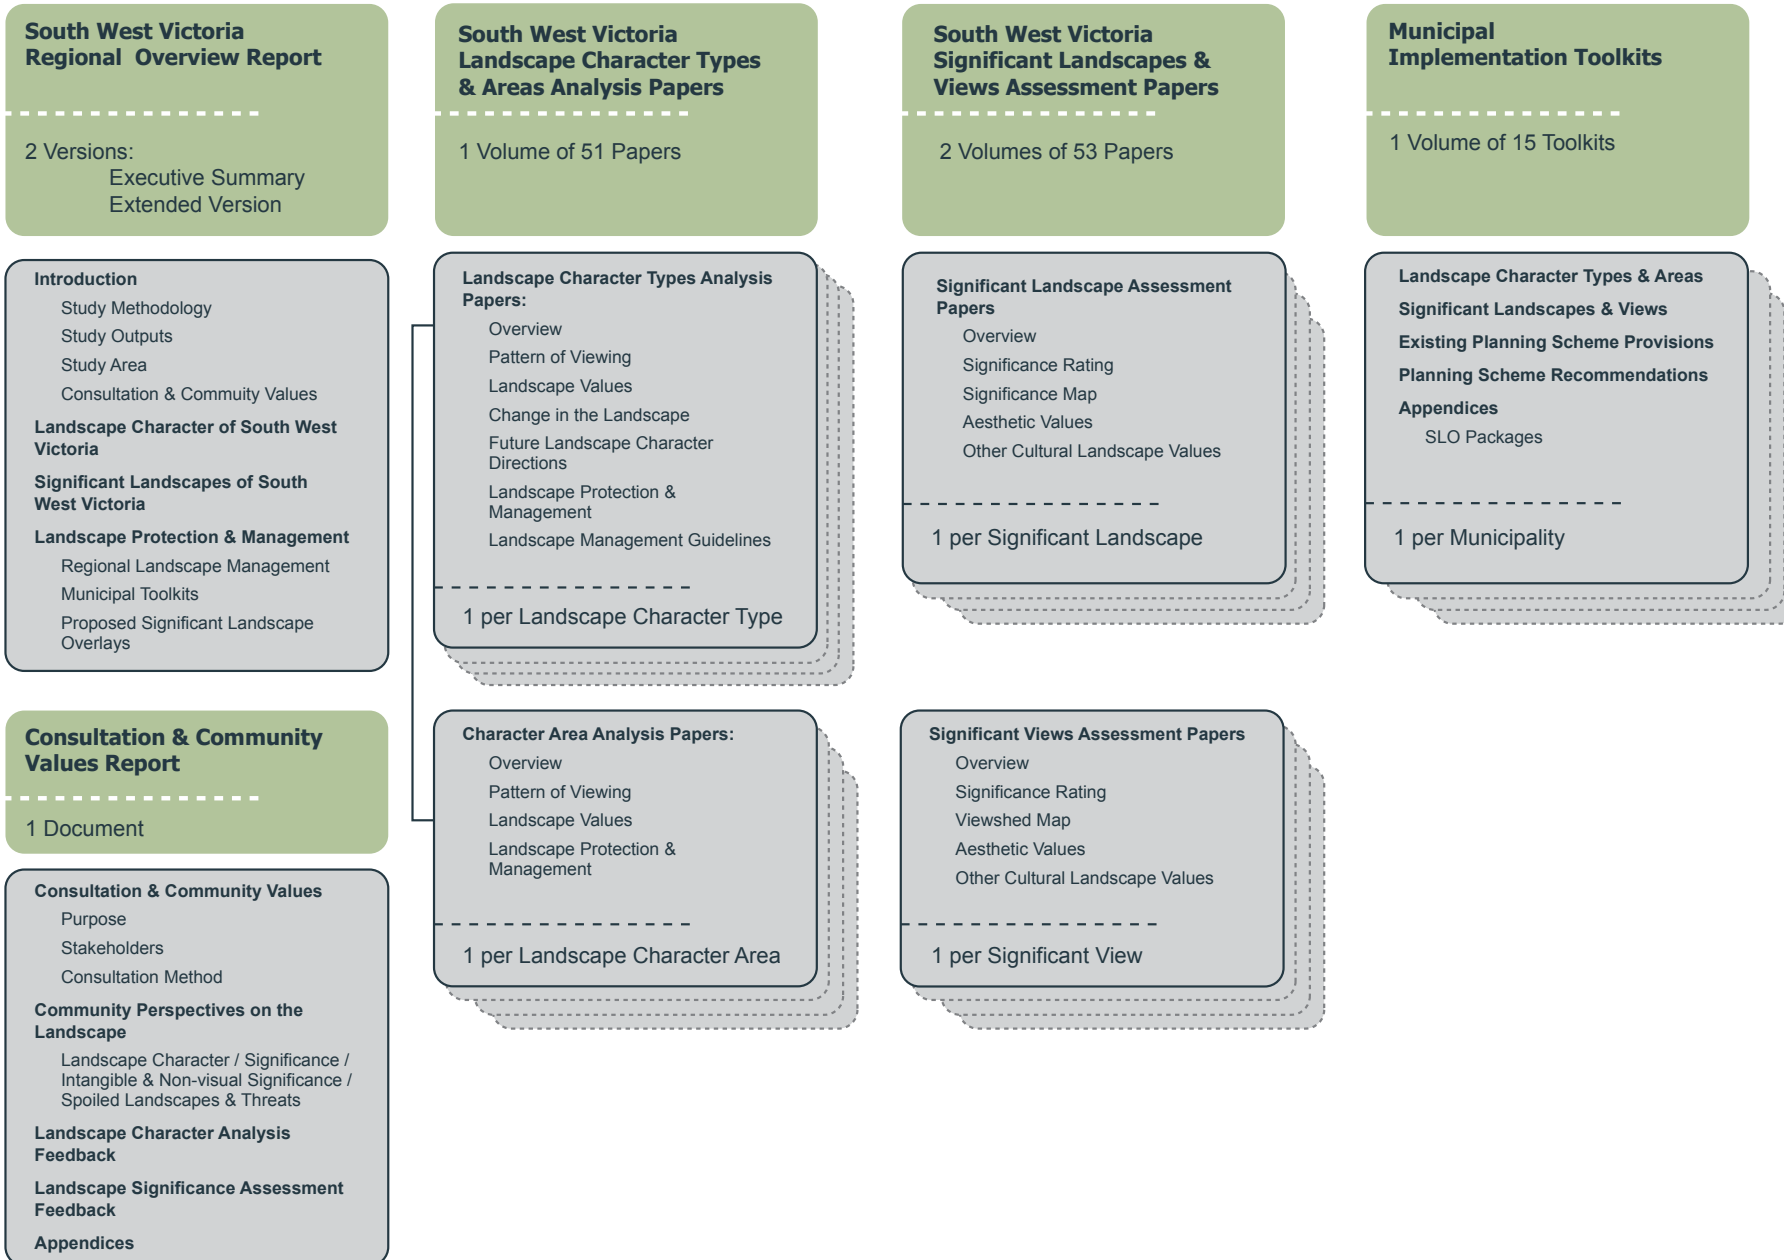 South West Victoria
Regional Overview Report
2 Versions:
Executive Summary
Extended Version
Introduction
Study Methodology
Study Outputs
Study Area
Consultation & Commuity Values
Landscape Character of South West
Victoria
Significant Landscapes of South
West Victoria
Landscape Protection & Management
Regional Landscape Management
Municipal Toolkits
Proposed Significant Landscape
Overlays
Consultation & Community
Values Report
1 Document
Consultation & Community Values
Purpose
Stakeholders
Consultation Method
Community Perspectives on the
Landscape
Landscape Character / Significance /
Intangible & Non-visual Significance /
Spoiled Landscapes & Threats
Landscape Character Analysis
Feedback
Landscape Significance Assessment
Feedback
Appendices
South West Victoria
Landscape Character Types
& Areas Analysis Papers
1 Volume of 51 Papers
Landscape Character Types Analysis
Papers:
Overview
Pattern of Viewing
Landscape Values
Change in the Landscape
Future Landscape Character
Directions
Landscape Protection &
Management
Landscape Management Guidelines
1 per Landscape Character Type
Character Area Analysis Papers:
Overview
Pattern of Viewing
Landscape Values
Landscape Protection &
Management
1 per Landscape Character Area
South West Victoria
Significant Landscapes &
Views Assessment Papers
2 Volumes of 53 Papers
Significant Landscape Assessment
Papers
Overview
Significance Rating
Significance Map
Aesthetic Values
Other Cultural Landscape Values
1 per Significant Landscape
Significant Views Assessment Papers
Overview
Significance Rating
Viewshed Map
Aesthetic Values
Other Cultural Landscape Values
1 per Significant View
Municipal
Implementation Toolkits
1 Volume of 15 Toolkits
Landscape Character Types & Areas
Significant Landscapes & Views
Existing Planning Scheme Provisions
Planning Scheme Recommendations
Appendices
SLO Packages
1 per Municipality